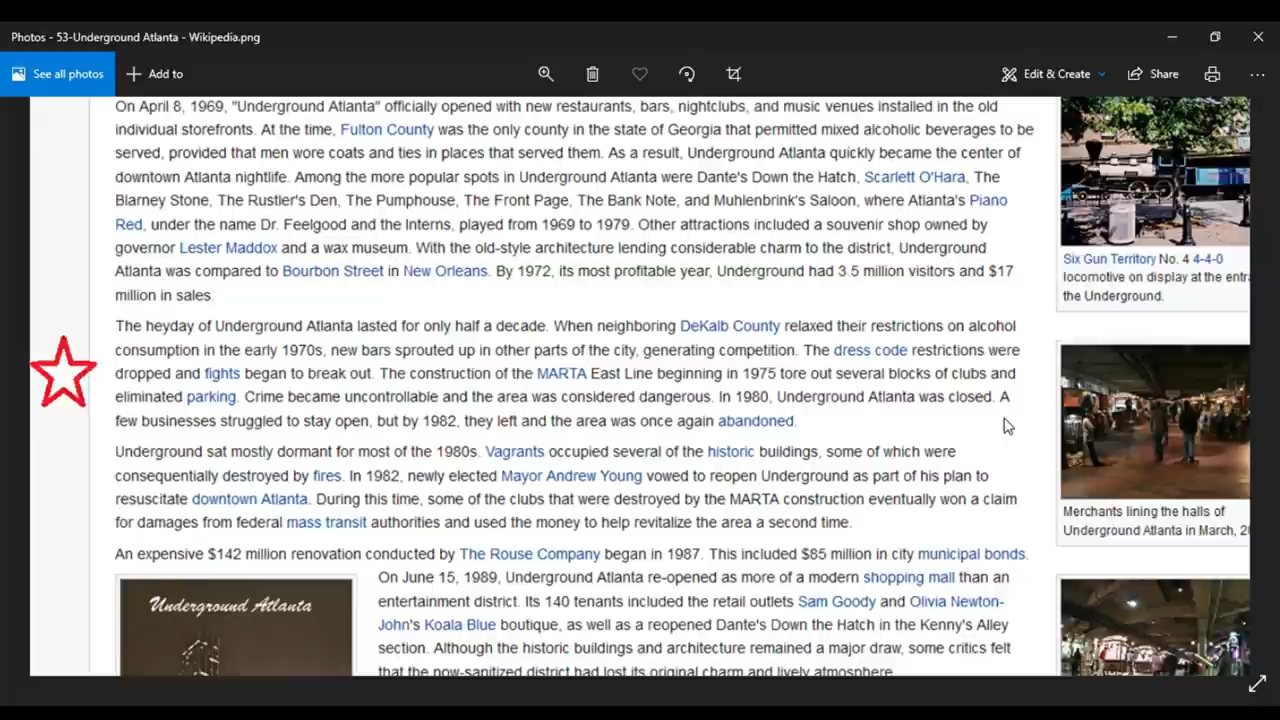 Photos - 53-Underground Atlanta - Wikipedia.png
See all photos
Add to
Edit & Create
Share
On April 8, 1969, "Underground Atlanta" officially opened with new restaurants, bars, nightclubs, and music venues installed in the old
individual storefronts. At the time, Fulton County was the only county in the state of Georgia that permitted mixed alcoholic beverages to be
served, provided that men wore coats and ties in places that served them. As a result, Underground Atlanta quickly became the center of
downtown Atlanta nightlife. Among the more popular spots in Underground Atlanta were Dante's Down the Hatch, Scarlett O'Hara, The
Blarney Stone, The Rustler's Den, The Pumphouse, The Front Page, The Bank Note, and Muhlenbrink's Saloon, where Atlanta's Piano
Red, under the name Dr. Feelgood and the Interns, played from 1969 to 1979. Other attractions included a souvenir shop owned by
governor Lester Maddox and a wax museum. With the old-style architecture lending considerable charm to the district, Underground
Atlanta was compared to Bourbon Street in New Orleans. By 1972, its most profitable year, Underground had 3.5 million visitors and $17
million in sales.
The heyday of Underground Atlanta lasted for only half a decade. When neighboring DeKalb County relaxed their restrictions on alcohol
consumption in the early 1970s, new bars sprouted up in other parts of the city, generating competition. The dress code restrictions were
dropped and fights began to break out. The construction of the MARTA East Line beginning in 1975 tore out several blocks of clubs and
eliminated parking. Crime became uncontrollable and the area was considered dangerous. In 1980, Underground Atlanta was closed. A
few businesses struggled to stay open, but by 1982, they left and the area was once again abandoned.
Underground sat mostly dormant for most of the 1980s. Vagrants occupied several of the historic buildings, some of which were
consequentially destroyed by fires. In 1982, newly elected Mayor Andrew Young vowed to reopen Underground as part of his plan to
resuscitate downtown Atlanta. During this time, some of the clubs that were destroyed by the MARTA construction eventually won a claim
for damages from federal mass transit authorities and used the money to help revitalize the area a second time.
An expensive $142 million renovation conducted by The Rouse Company began in 1987. This included $85 million in city municipal bonds.
On June 15, 1989, Underground Atlanta re-opened as more of a modern shopping mall than an
entertainment district. Its 140 tenants included the retail outlets Sam Goody and Olivia Newton-
John's Koala Blue boutique, as well as a reopened Dante's Down the Hatch in the Kenny's Alley
section. Although the historic buildings and architecture remained a major draw, some critics felt
that the now-sanitized district had lost its original charm and lively atmosphere.
Underground Atlanta
Six Gun Territory No. 4 4-4-0
locomotive on display at the entra
the Underground.
Merchants lining the halls of
Underground Atlanta in March, 20